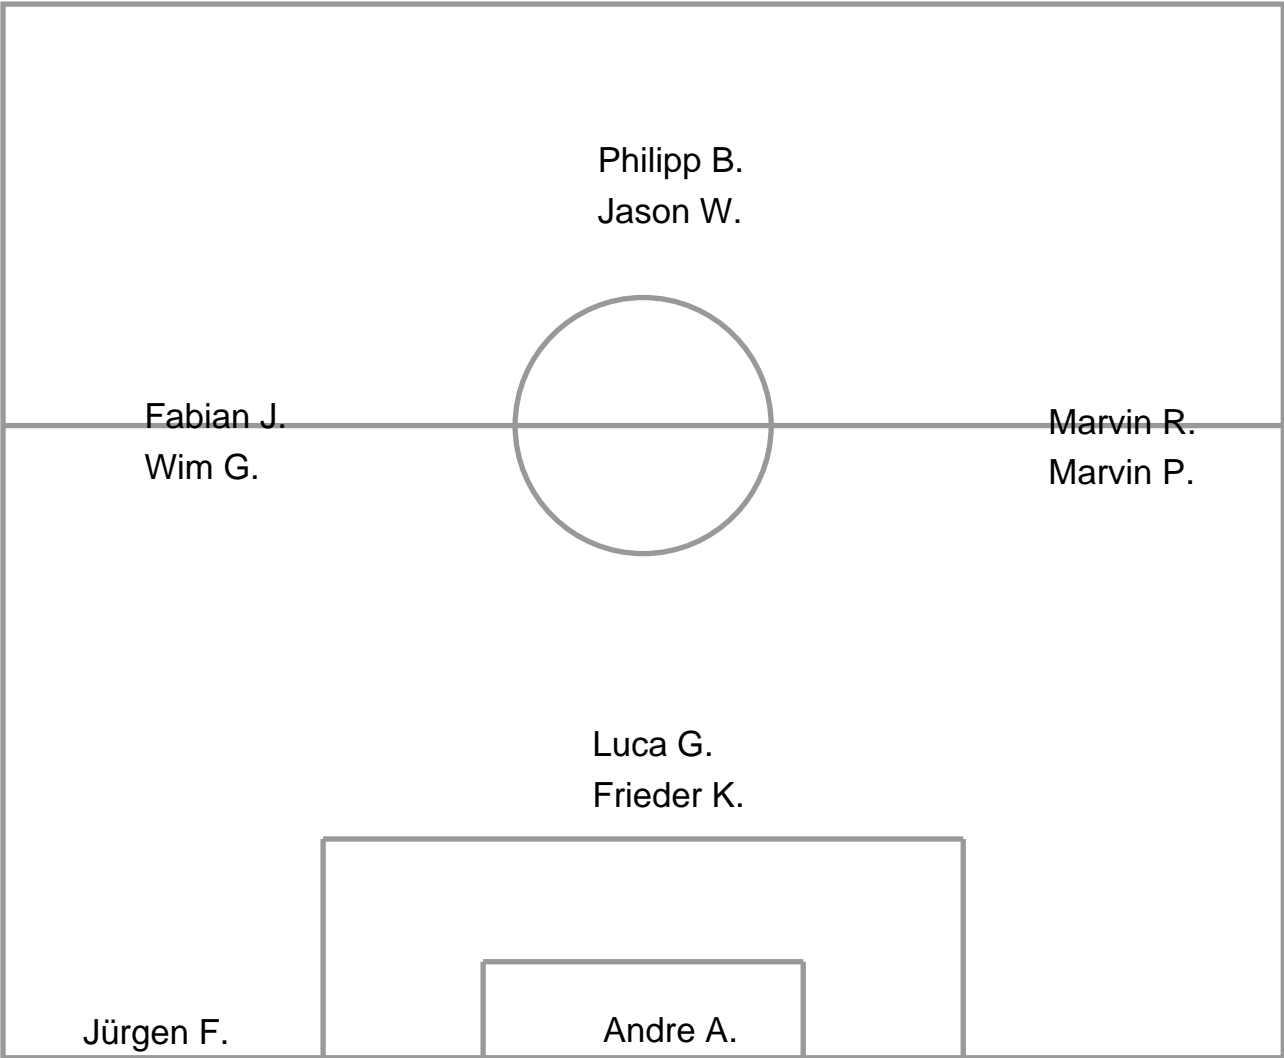 Philipp B.
Jason W.
Fabian J.
Wim G.
Marvin R.
Marvin P.
Luca G.
Frieder K.
Jürgen F.
Andre A.